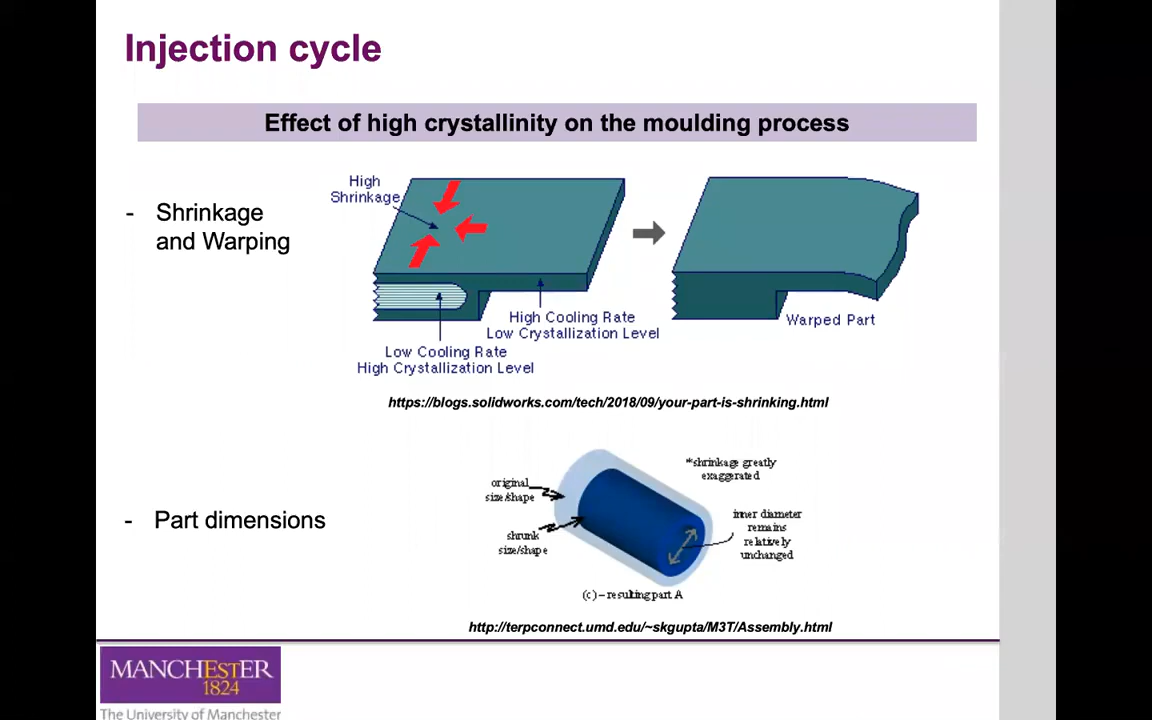 Injection cycle
Effect of high crystallinity on the moulding process
- Shrinkage
and Warping
High
Shrinkage
High Cooling Rate
Low Crystallization Level
Low Cooling Rate
High Crystallization Level
Warped Part
https://blogs.solidworks.com/tech/2018/09/your-part-is-shrinking.html
- Part dimensions
original
size/shape
shrunk
size/shape
*shrinkage greatly
exaggerated
inner diameter
remains
relatively
unchanged
(c) – resulting part A
http://terpconnect.umd.edu/~skgupta/M3T/Assembly.html
MANCHESTER
1824
The University of Manchester